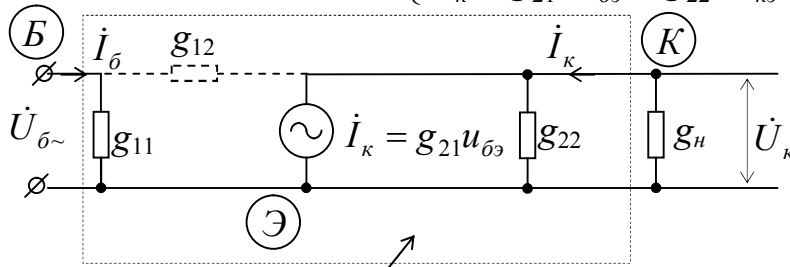 Б
К
Э
İ_б
g₁₂
İ_к
U̇_б~
g₁₁
İ_к = g₂₁u_бэ
g₂₂
g_н
U̇_к